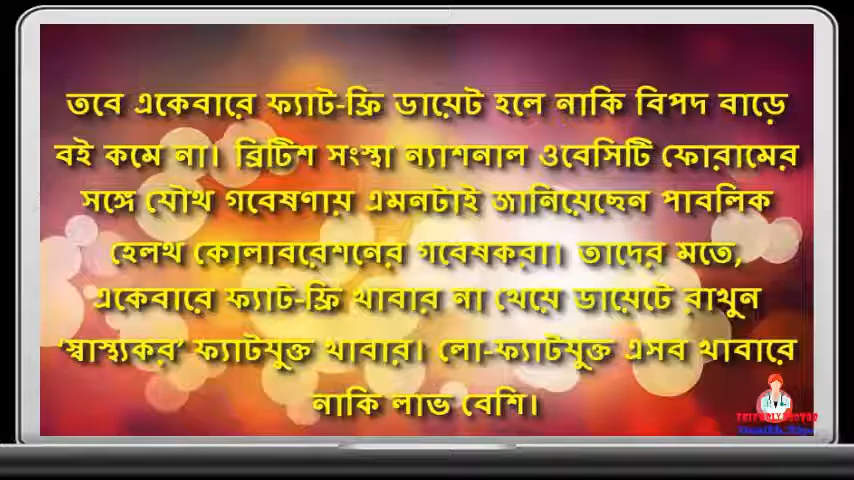 তবে একেবারে ফ্যাট-ফ্রি ডায়েট হলে নাকি বিপদ বাড়ে
বই কমে না। ব্রিটিশ সংস্থা ন্যাশনাল ওবেসিটি ফোরামের
সঙ্গে যৌথ গবেষণায় এমনটাই জানিয়েছেন পাবলিক
হেলথ কোলাবরেশনের গবেষকরা। তাদের মতে,
একেবারে ফ্যাট-ফ্রি খাবার না খেয়ে ডায়েটে রাখুন
‘স্বাস্থ্যকর’ ফ্যাটযুক্ত খাবার। লো-ফ্যাটযুক্ত এসব খাবারে
নাকি লাভ বেশি।